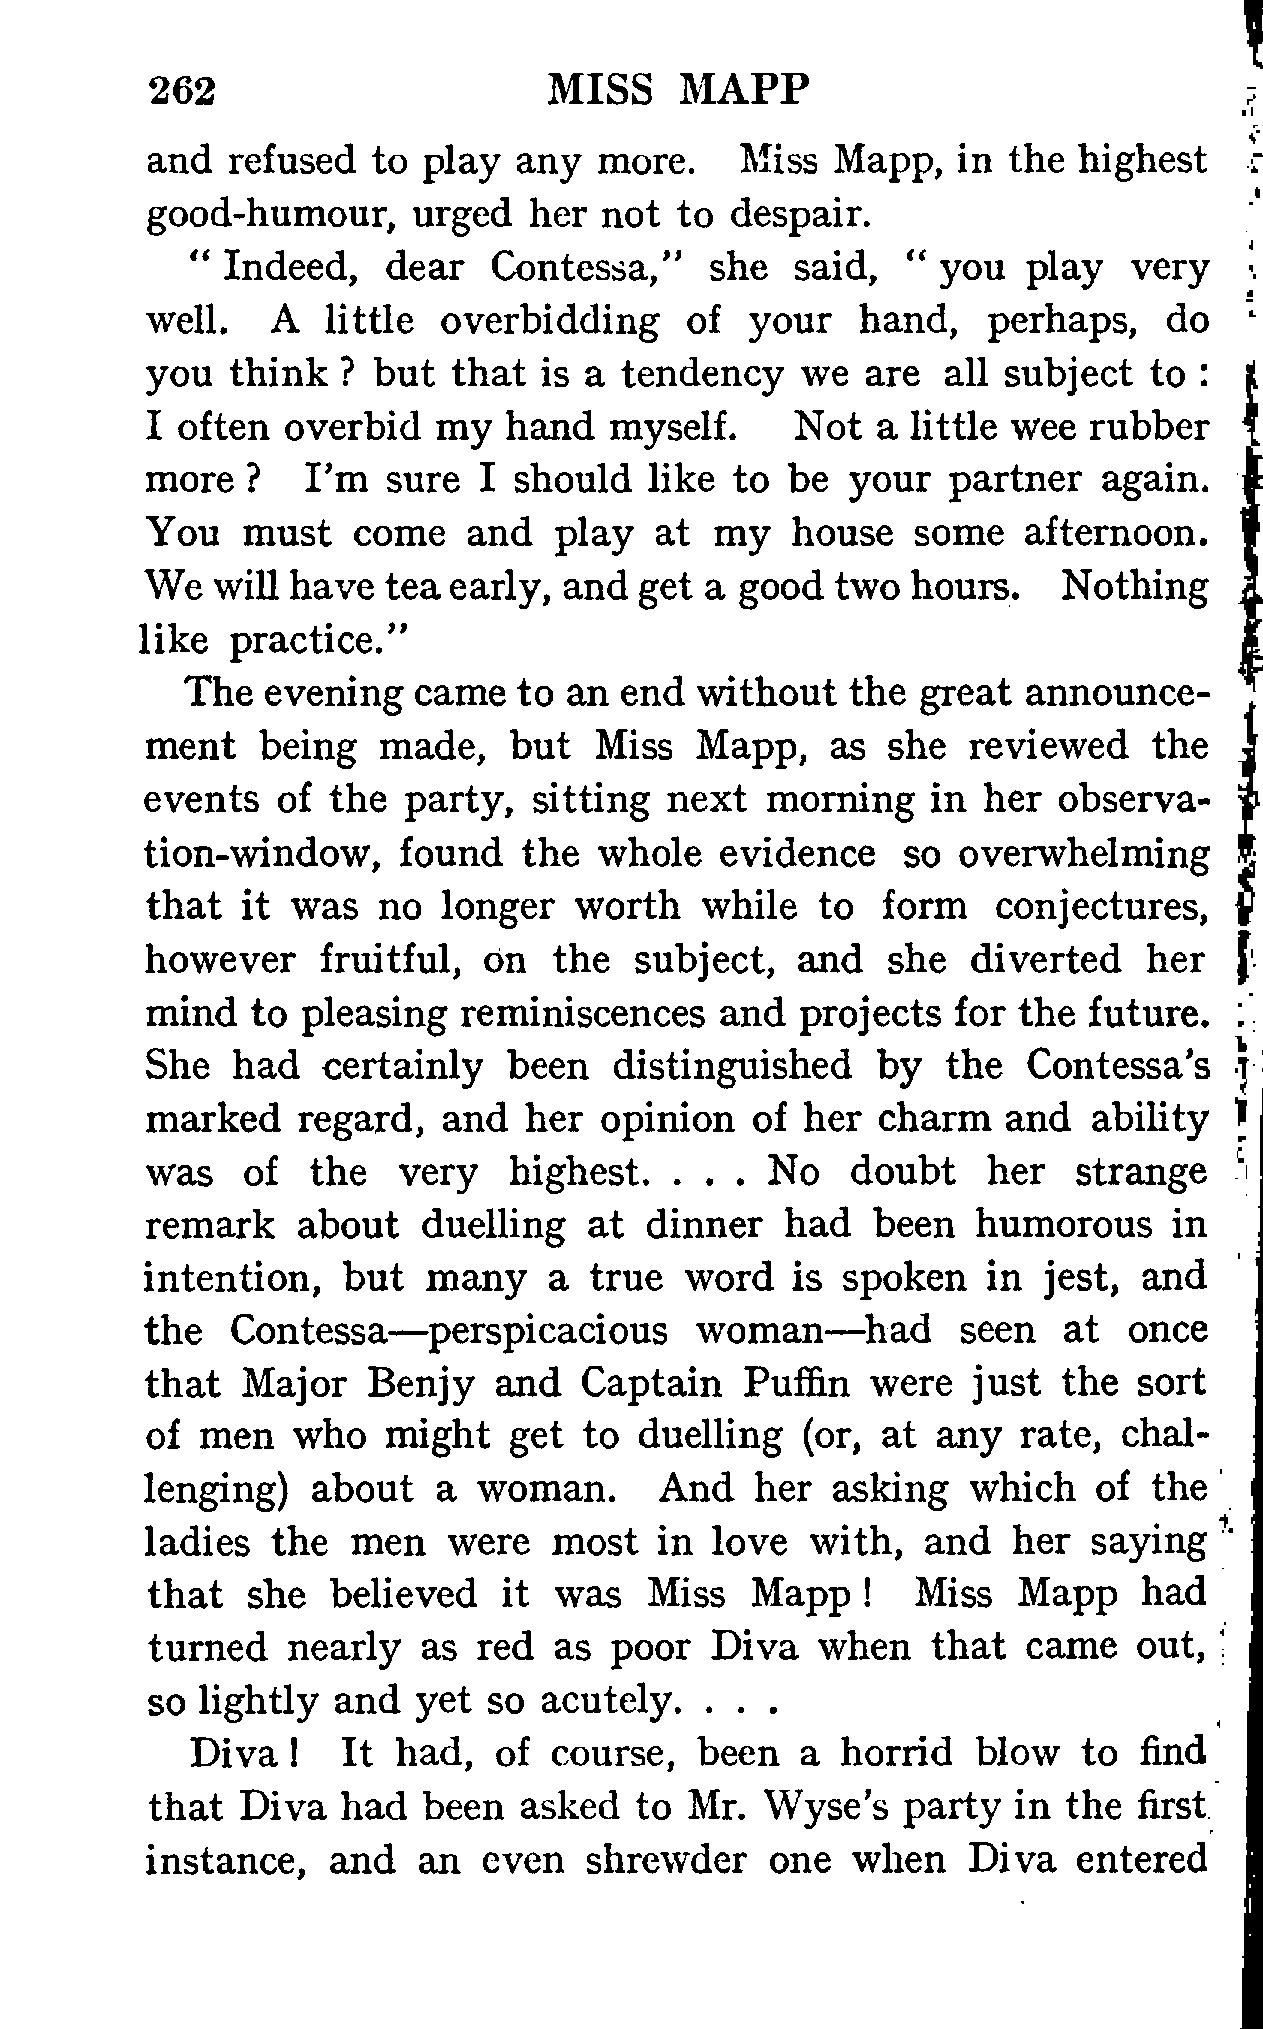 262 MISS MAPP
and refused to play any more. Miss Mapp, in the highest
good-humour, urged her not to despair.
“ Indeed, dear Contessa,” she said, “ you play very
well. A little overbidding of your hand, perhaps, do
you think ? but that is a tendency we are all subject to :
I often overbid my hand myself. Not a little wee rubber
more ? I'm sure I should like to be your partner again.
You must come and play at my house some afternoon.
We will have tea early, and get a good two hours. Nothing
like practice.”
The evening came to an end without the great announce-
ment being made, but Miss Mapp, as she reviewed the
events of the party, sitting next morning in her observa-
tion-window, found the whole evidence so overwhelming
that it was no longer worth while to form conjectures,
however fruitful, on the subject, and she diverted her
mind to pleasing reminiscences and projects for the future.
She had certainly been distinguished by the Contessa's
marked regard, and her opinion of her charm and ability
was of the very highest. . . . No doubt her strange
remark about duelling at dinner had been humorous in
intention, but many a true word is spoken in jest, and
the Contessa—perspicacious woman—had seen at once
that Major Benjy and Captain Puffin were just the sort
of men who might get to duelling (or, at any rate, chal-
lenging) about a woman. And her asking which of the
ladies the men were most in love with, and her saying
that she believed it was Miss Mapp ! Miss Mapp had
turned nearly as red as poor Diva when that came out,
so lightly and yet so acutely. . . .
Diva ! It had, of course, been a horrid blow to find
that Diva had been asked to Mr. Wyse's party in the first
instance, and an even shrewder one when Diva entered